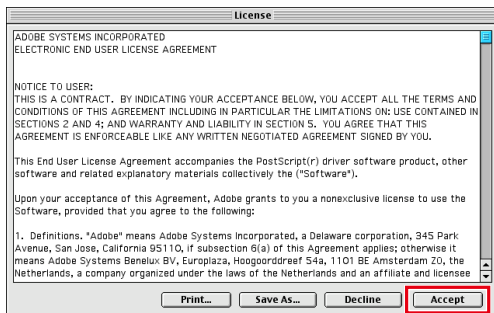 License
ADOBE SYSTEMS INCORPORATED
ELECTRONIC END USER LICENSE AGREEMENT
NOTICE TO USER:
THIS IS A CONTRACT.  BY INDICATING YOUR ACCEPTANCE BELOW, YOU ACCEPT ALL THE TERMS AND
CONDITIONS OF THIS AGREEMENT INCLUDING IN PARTICULAR THE LIMITATIONS ON: USE CONTAINED IN
SECTIONS 2 AND 4; AND WARRANTY AND LIABILITY IN SECTION 5.  YOU AGREE THAT THIS
AGREEMENT IS ENFORCEABLE LIKE ANY WRITTEN NEGOTIATED AGREEMENT SIGNED BY YOU.
This End User License Agreement accompanies the PostScript(r) driver software product, other
software and related explanatory materials collectively the ("Software").
Upon your acceptance of this Agreement, Adobe grants to you a nonexclusive license to use the
Software, provided that you agree to the following:
1.  Definitions. "Adobe" means Adobe Systems Incorporated, a Delaware corporation, 345 Park
Avenue, San Jose, California 95110, if subsection 6(a) of this Agreement applies; otherwise it
means Adobe Systems Benelux BV, Europlaza, Hoogoorddreef 54a, 1101 BE Amsterdam ZO, the
Netherlands, a company organized under the laws of the Netherlands and an affiliate and licensee
Print... Save As... Decline Accept